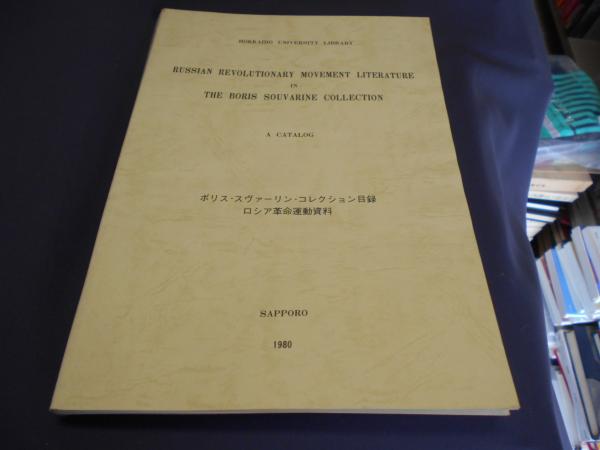 HOKKAIDO UNIVERSITY LIBRARY
RUSSIAN REVOLUTIONARY MOVEMENT LITERATURE
IN
THE BORIS SOUVARINE COLLECTION
A CATALOG
ボリス・スヴァーリン・コレクション目録
ロシア革命運動資料
SAPPORO
1980